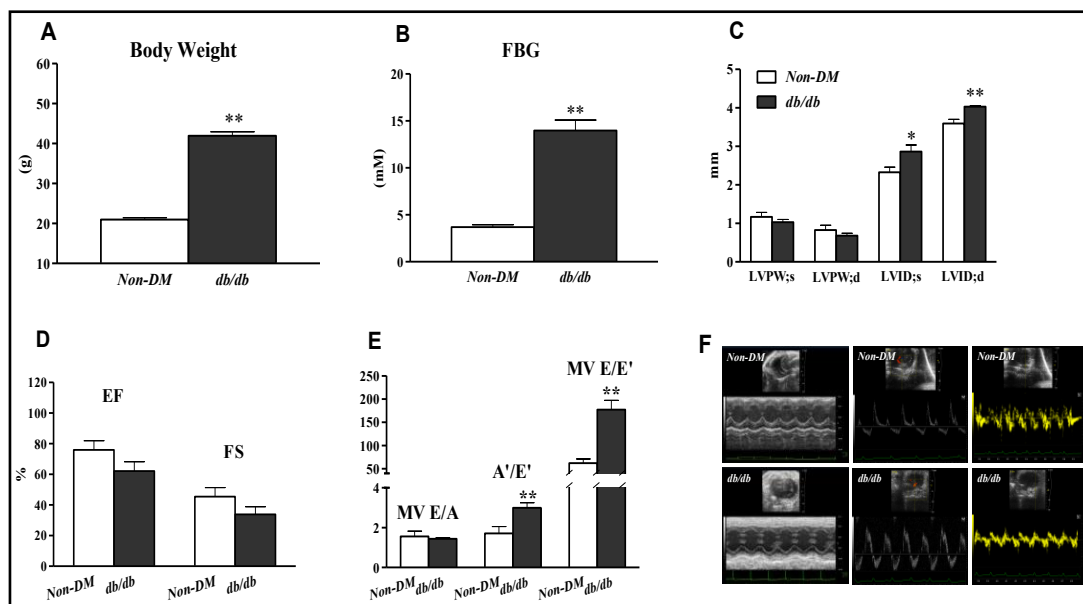 A
Body Weight
(g)
60
50
40
30
20
10
**
Non-DM
db/db
B
FBG
(mM)
20
15
10
5
0
**
Non-DM
db/db
C
Non-DM
db/db
mm
5
4
3
2
1
0
*
**
LVPW;s
LVPW;d
LVID;s
LVID;d
D
%
120
100
80
60
40
20
0
EF
FS
Non-DM
db/db
Non-DM
db/db
E
250
200
150
100
50
4
2
0
MV E/A
A'/E'
**
MV E/E'
**
Non-DM
db/db
Non-DM
db/db
Non-DM
db/db
F
Non-DM
Non-DM
Non-DM
db/db
db/db
db/db